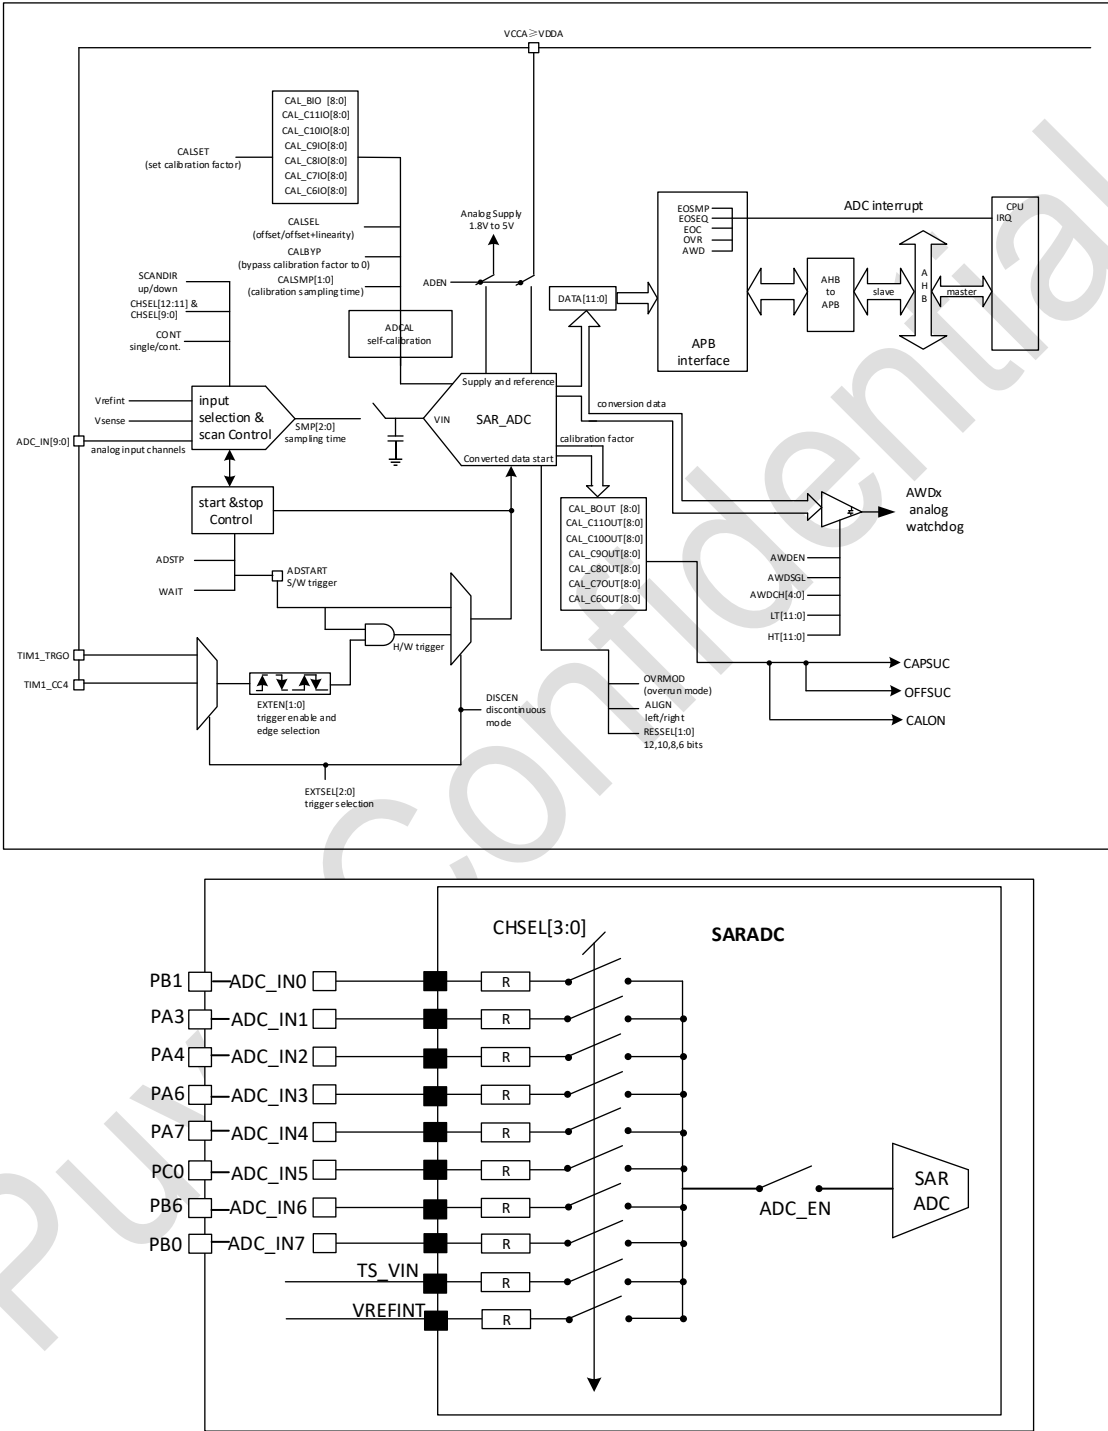 VCCA≥VDDA
CAL_BIO [8:0]
CAL_C11IO[8:0]
CAL_C10IO[8:0]
CAL_C9IO[8:0]
CAL_C8IO[8:0]
CAL_C7IO[8:0]
CAL_C6IO[8:0]
CALSET
(set calibration factor)
CALSEL
(offset/offset+linearity)
CALBYP
(bypass calibration factor to 0)
CALSMP[1:0]
(calibration sampling time)
Analog Supply
1.8V to 5V
ADEN
SCANDIR
up/down
CHSEL[12:11] &
CHSEL[9:0]
CONT
single/cont.
ADCAL
self-calibration
EOSMP
EOSEQ
EOC
OVR
AWD
ADC interrupt
CPU
IRQ
DATA[11:0]
APB
interface
AHB
to
APB
slave
A
H
B
master
Vrefint
Vsense
ADC_IN[9:0]
analog input channels
input
selection &
scan Control
SMP[2:0]
sampling time
Supply and reference
VIN
SAR_ADC
Converted data start
conversion data
calibration factor
start &stop
Control
ADSTP
WAIT
ADSTART
S/W trigger
CAL_BOUT [8:0]
CAL_C11OUT[8:0]
CAL_C10OUT[8:0]
CAL_C9OUT[8:0]
CAL_C8OUT[8:0]
CAL_C7OUT[8:0]
CAL_C6OUT[8:0]
AWDx
analog
watchdog
AWDEN
AWDSGL
AWDCH[4:0]
LT[11:0]
HT[11:0]
TIM1_TRGO
TIM1_CC4
H/W trigger
EXTEN[1:0]
trigger enable and
edge selection
DISCEN
discontinuous
mode
EXTSEL[2:0]
trigger selection
OVRMOD
(overrun mode)
ALIGN
left/right
RESSEL[1:0]
12,10,8,6 bits
CAPSUC
OFFSUC
CALON
CHSEL[3:0]
SARADC
PB1 ADC_IN0 R
PA3 ADC_IN1 R
PA4 ADC_IN2 R
PA6 ADC_IN3 R
PA7 ADC_IN4 R
PC0 ADC_IN5 R
PB6 ADC_IN6 R
PB0 ADC_IN7 R
TS_VIN R
VREFINT R
ADC_EN
SAR
ADC
Confidential